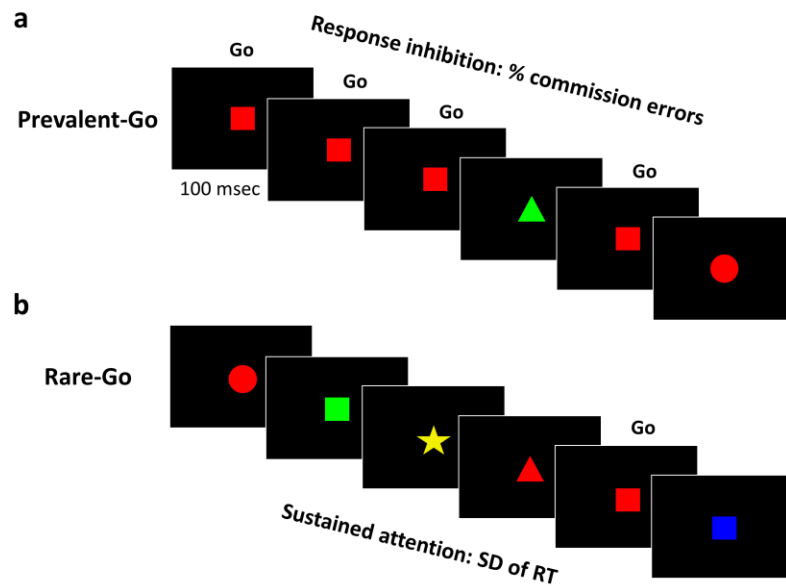 a
Go
Response inhibition: % commission errors
Go
Go
Prevalent-Go
Go
100 msec
b
Rare-Go
Go
Sustained attention: SD of RT